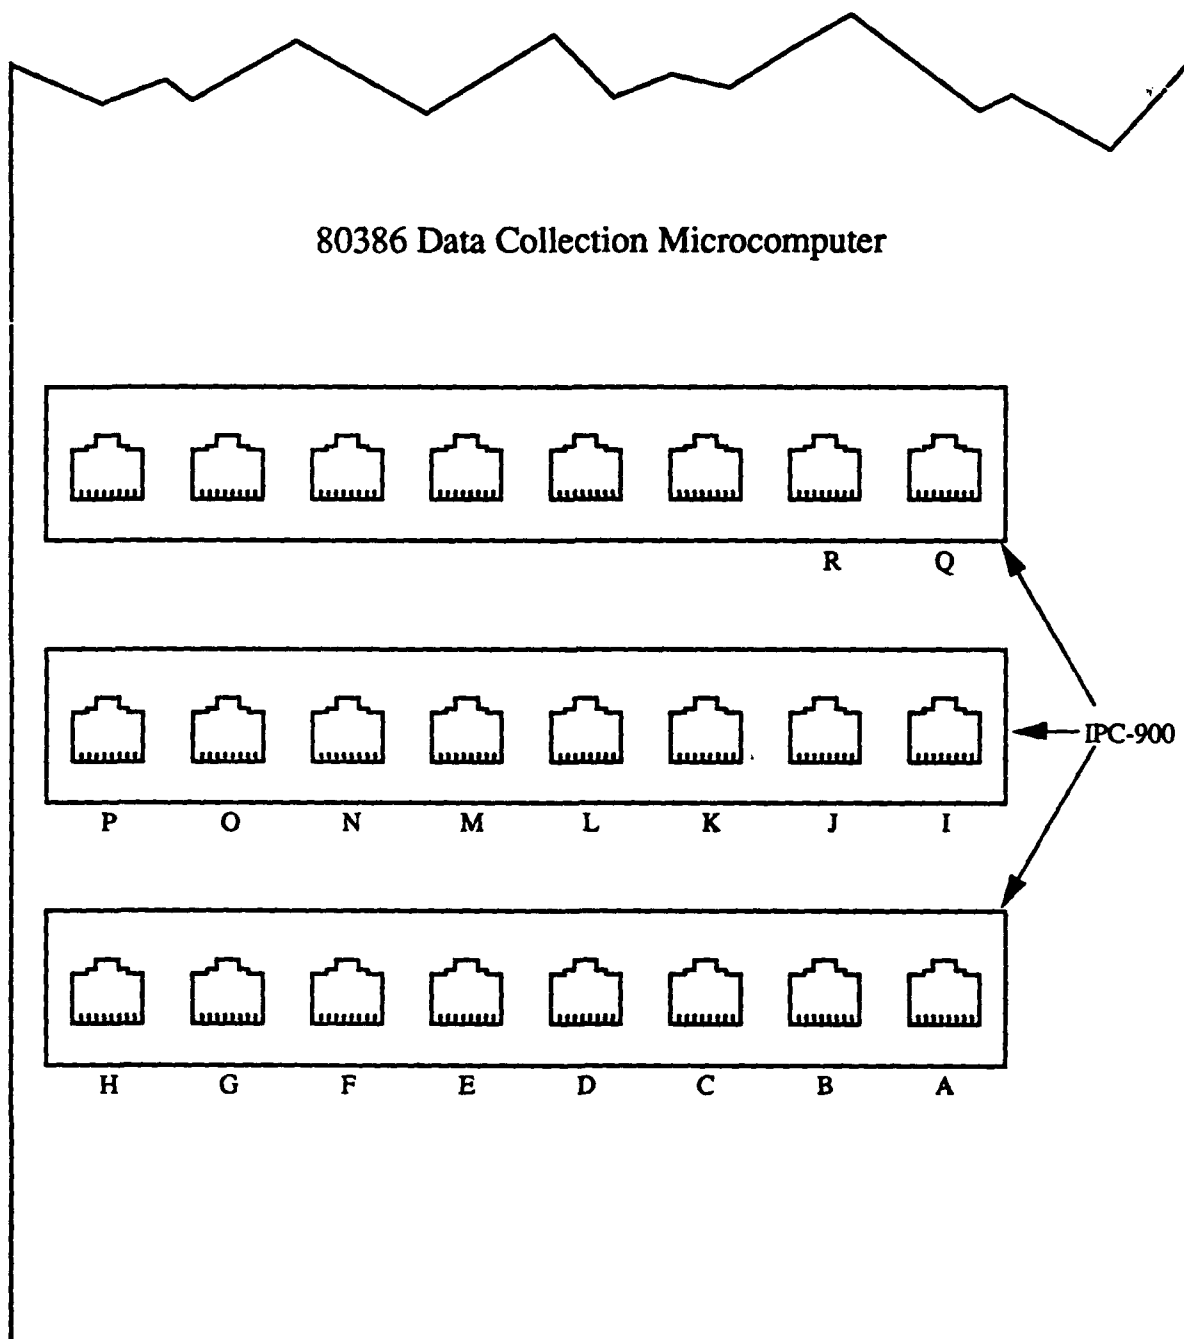 80386 Data Collection Microcomputer
R Q
IPC-900
P O N M L K J I
H G F E D C B A